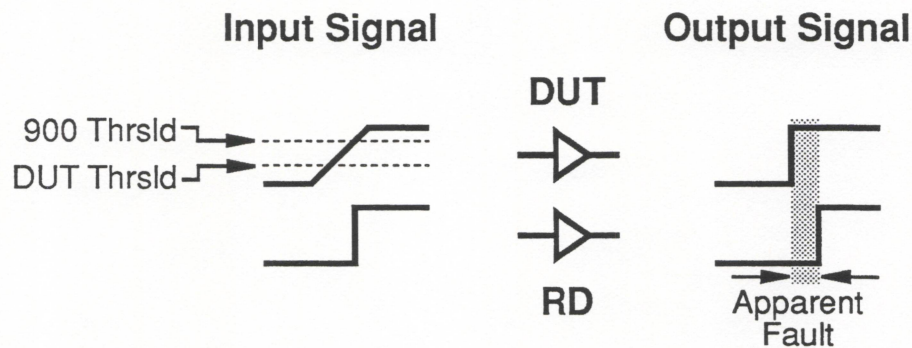 Input Signal
Output Signal
DUT
900 Thrsld
DUT Thrsld
RD
Apparent
Fault